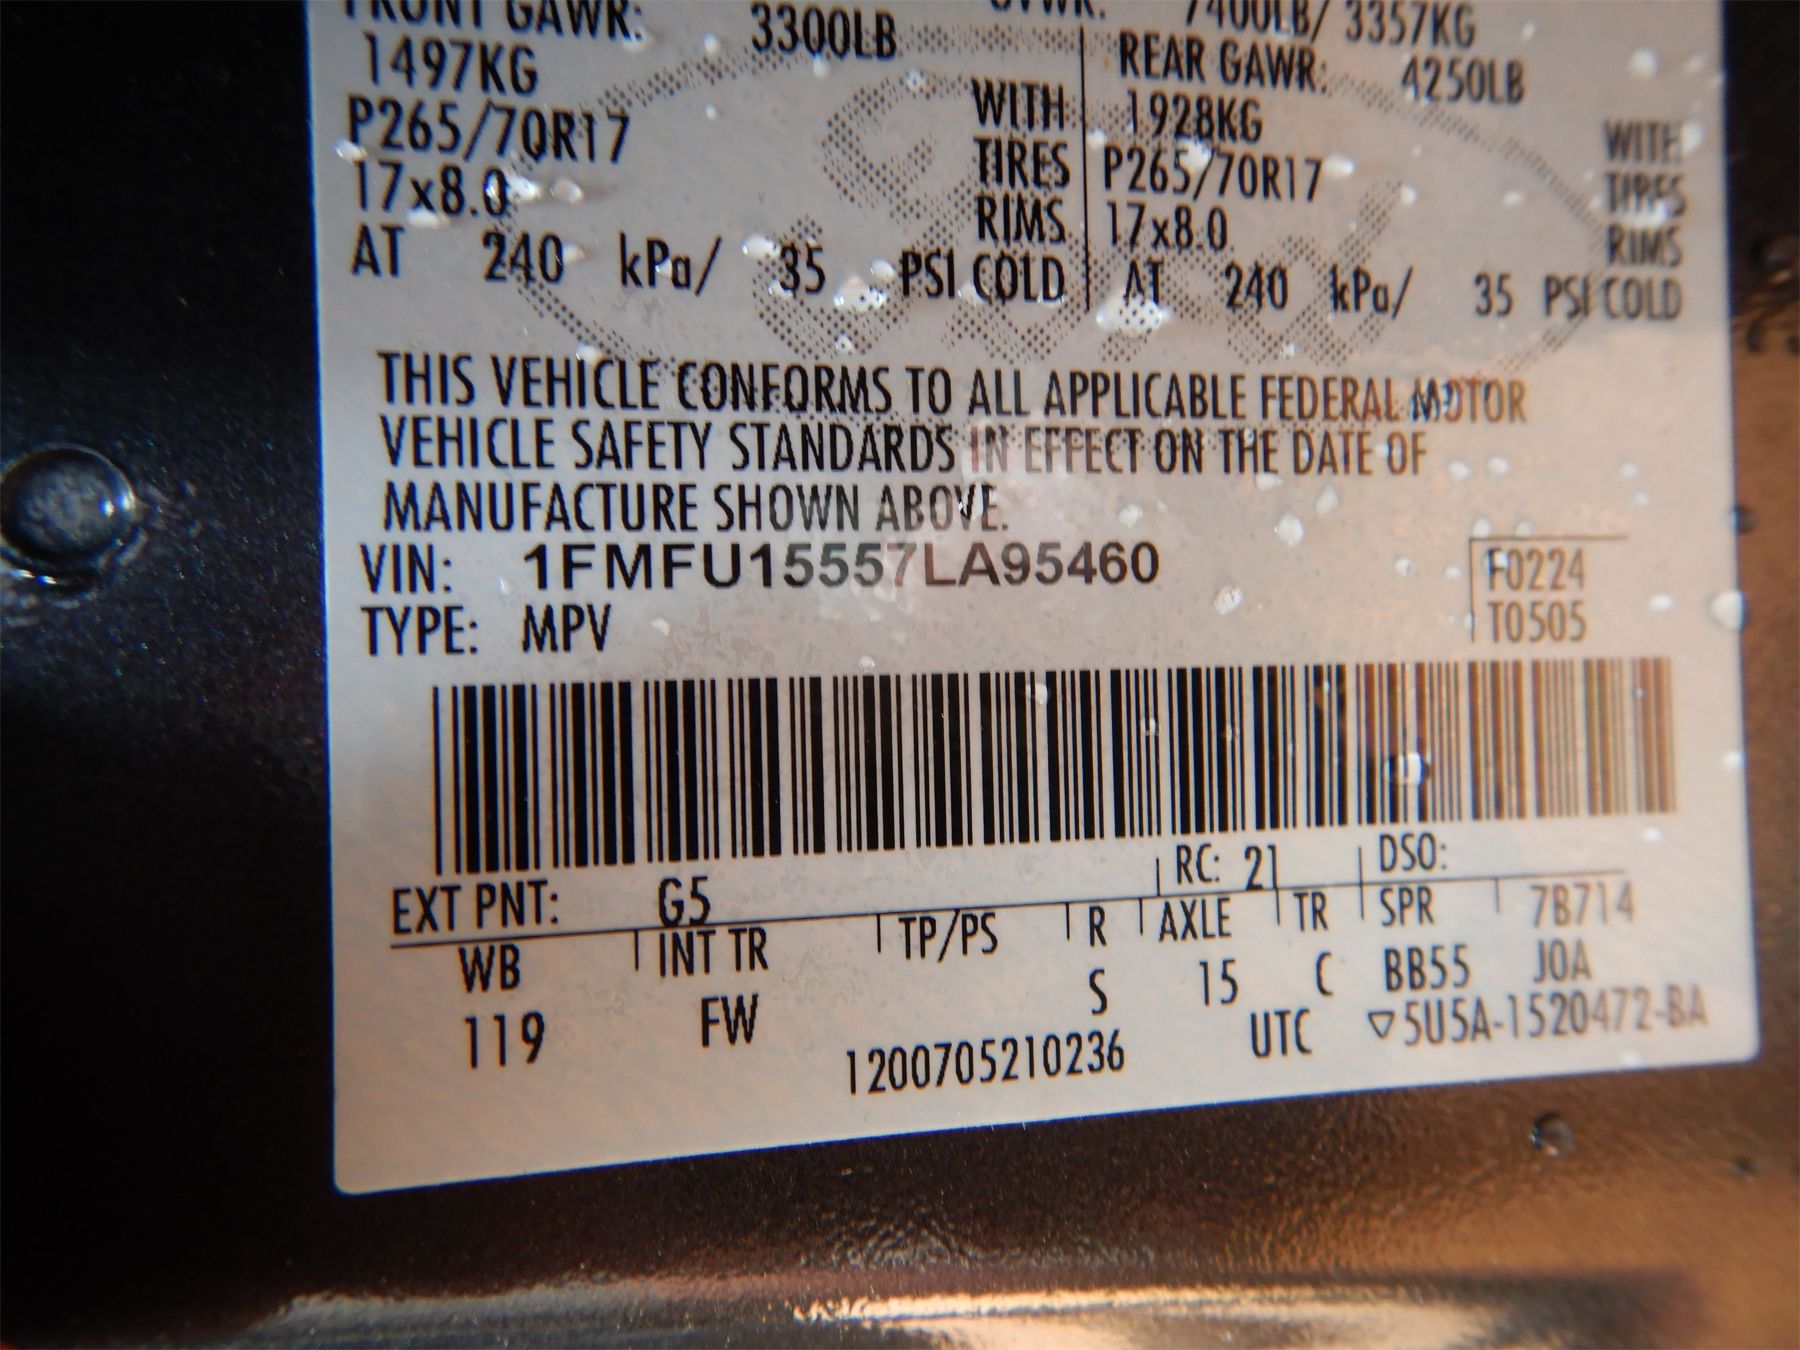 FRONT GAWR: 3300LB GVWR: 7400LB/ 3357KG
1497KG REAR GAWR: 4250LB
P265/70R17 WITH 1928KG WITH
17x8.0 TIRES P265/70R17 TIRES
RIMS 17x8.0 RIMS
AT 240 kPa/ 35 PSI COLD AT 240 kPa/ 35 PSI COLD
THIS VEHICLE CONFORMS TO ALL APPLICABLE FEDERAL MOTOR
VEHICLE SAFETY STANDARDS IN EFFECT ON THE DATE OF
MANUFACTURE SHOWN ABOVE.
VIN: 1FMFU15557LA95460 F0224
TYPE: MPV T0505
EXT PNT: G5 RC: 21 DSO:
WB INT TR TP/PS R AXLE TR SPR 7B714
119 FW S 15 C BB55 JOA
1200705210236 UTC ▽5U5A-1520472-BA